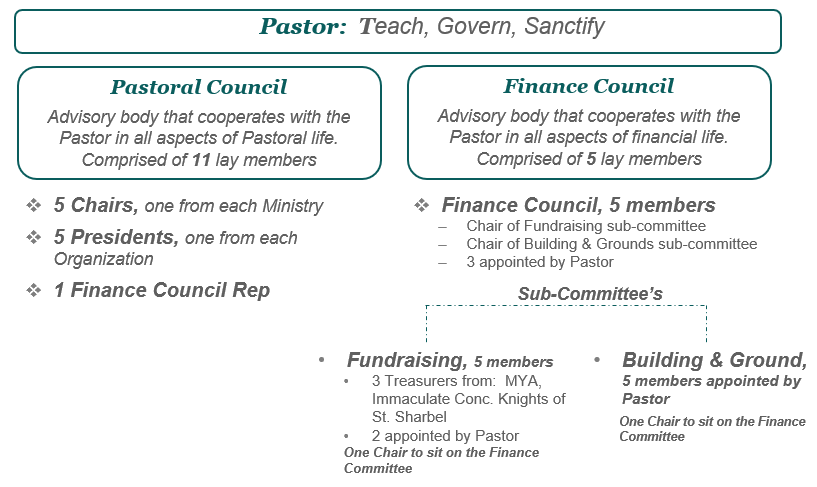 Pastor: Teach, Govern, Sanctify
Pastoral Council
Advisory body that cooperates with the
Pastor in all aspects of Pastoral life.
Comprised of 11 lay members
❖ 5 Chairs, one from each Ministry
❖ 5 Presidents, one from each
Organization
❖ 1 Finance Council Rep
Finance Council
Advisory body that cooperates with the
Pastor in all aspects of financial life.
Comprised of 5 lay members
❖ Finance Council, 5 members
– Chair of Fundraising sub-committee
– Chair of Building & Grounds sub-committee
– 3 appointed by Pastor
Sub-Committee's
• Fundraising, 5 members
• 3 Treasurers from: MYA,
Immaculate Conc. Knights of
St. Sharbel
• 2 appointed by Pastor
One Chair to sit on the Finance
Committee
• Building & Ground,
5 members appointed by
Pastor
One Chair to sit on the Finance
Committee